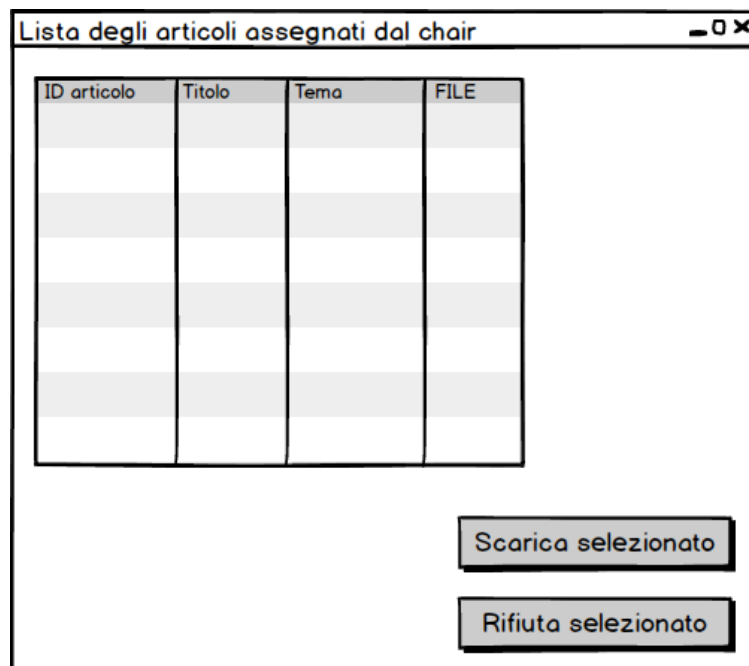 Lista degli articoli assegnati dal chair
ID articolo Titolo Tema FILE
Scarica selezionato
Rifiuta selezionato